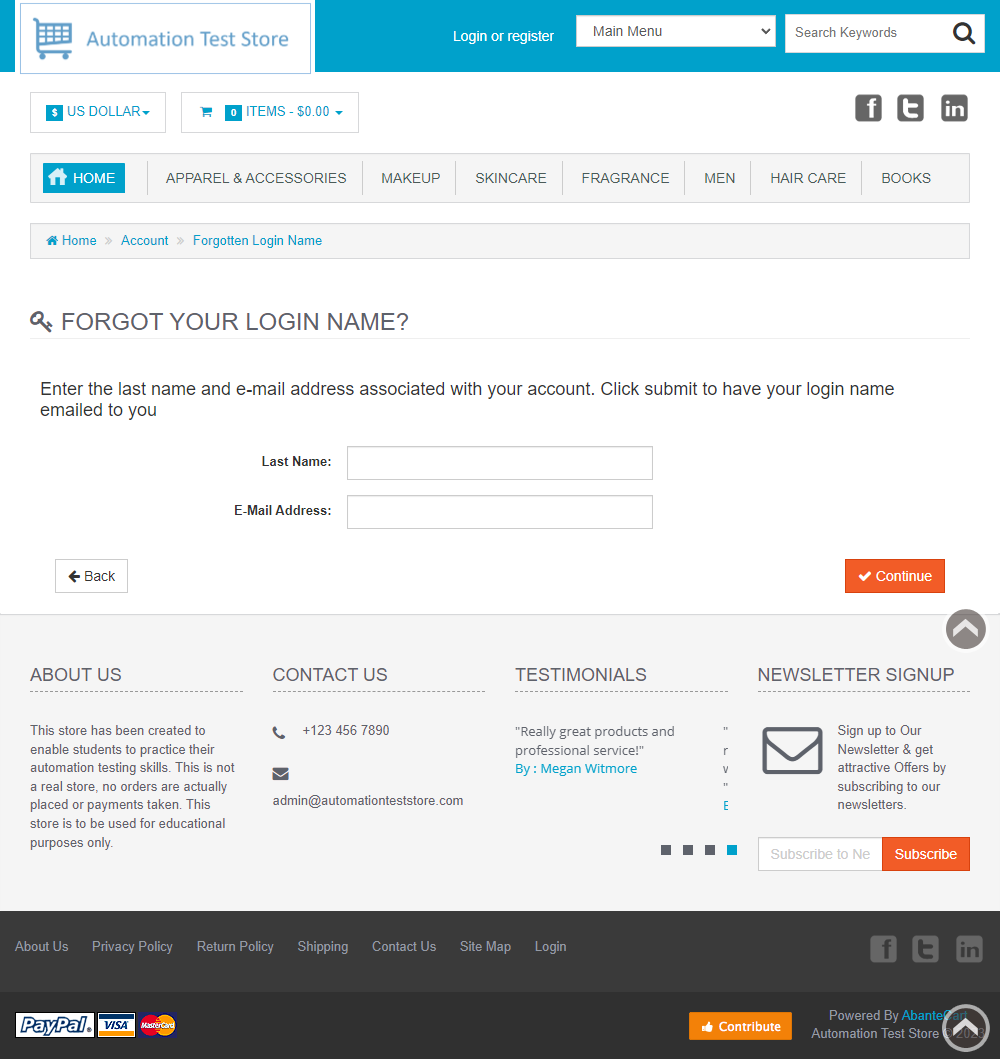 Automation Test Store
Login or register
Main Menu
Search Keywords
$ US DOLLAR
0 ITEMS - $0.00
HOME
APPAREL & ACCESSORIES
MAKEUP
SKINCARE
FRAGRANCE
MEN
HAIR CARE
BOOKS
Home » Account » Forgotten Login Name
FORGOT YOUR LOGIN NAME?
Enter the last name and e-mail address associated with your account. Click submit to have your login name
emailed to you
Last Name:
E-Mail Address:
Back
Continue
ABOUT US
This store has been created to
enable students to practice their
automation testing skills. This is not
a real store, no orders are actually
placed or payments taken. This
store is to be used for educational
purposes only.
CONTACT US
+123 456 7890
admin@automationteststore.com
TESTIMONIALS
"Really great products and
professional service!"
By : Megan Witmore
NEWSLETTER SIGNUP
Sign up to Our
Newsletter & get
attractive Offers by
subscribing to our
newsletters.
Subscribe to Ne
Subscribe
About Us
Privacy Policy
Return Policy
Shipping
Contact Us
Site Map
Login
PayPal
VISA
MasterCard
Contribute
Powered By AbanteCart
Automation Test Store